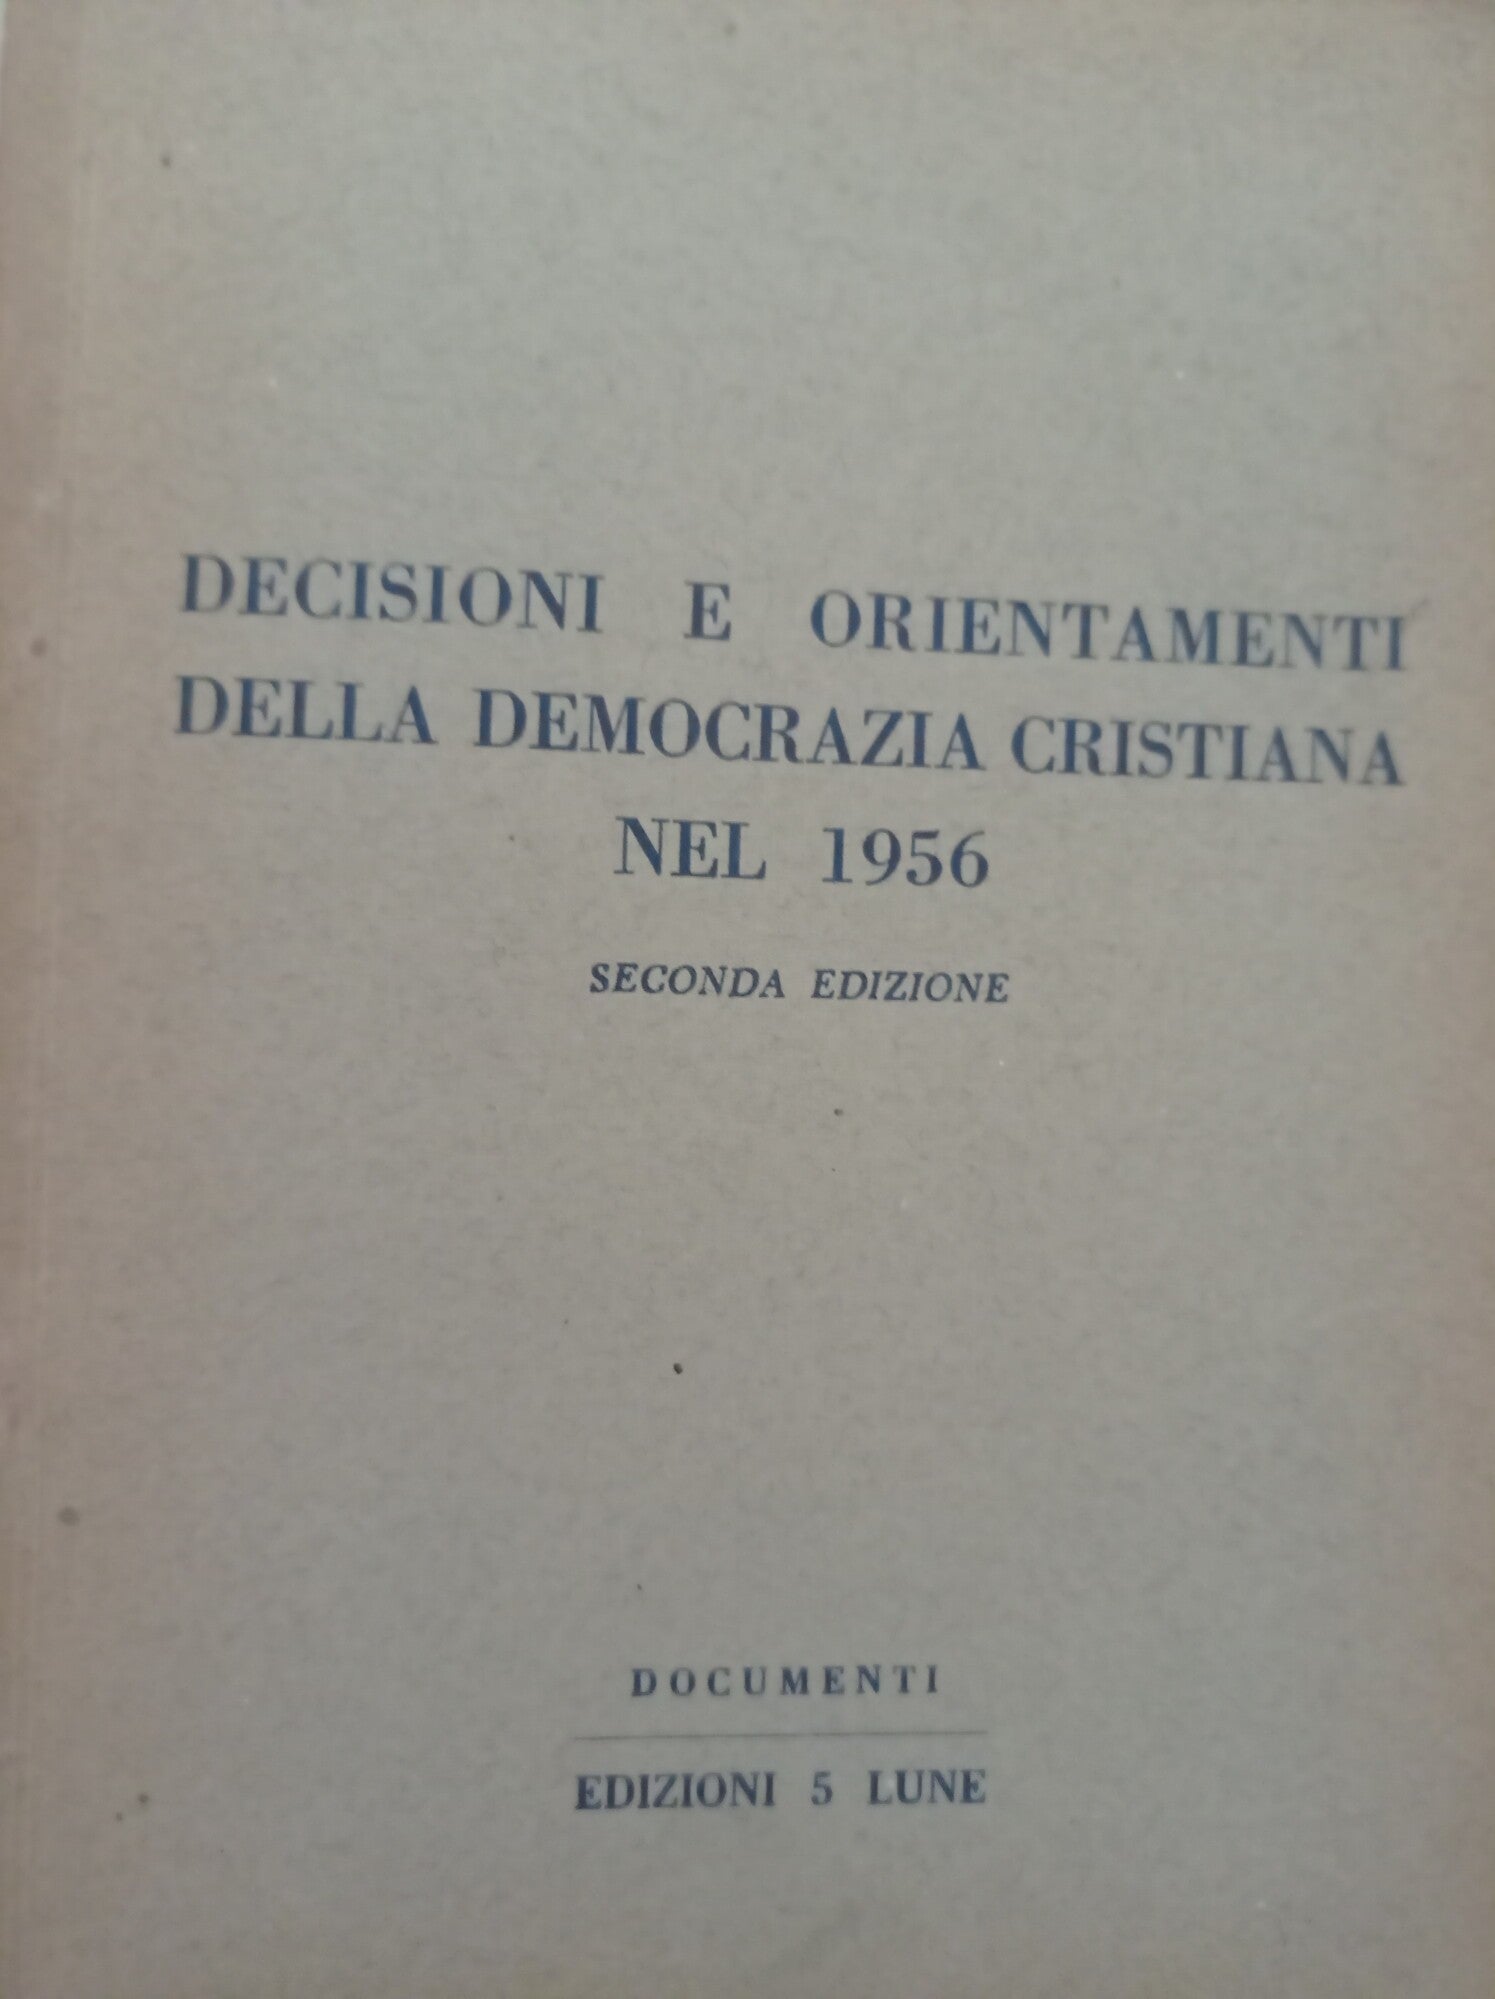 DECISIONI E ORIENTAMENTI
DELLA DEMOCRAZIA CRISTIANA
NEL 1956
SECONDA EDIZIONE
DOCUMENTI
EDIZIONI 5 LUNE